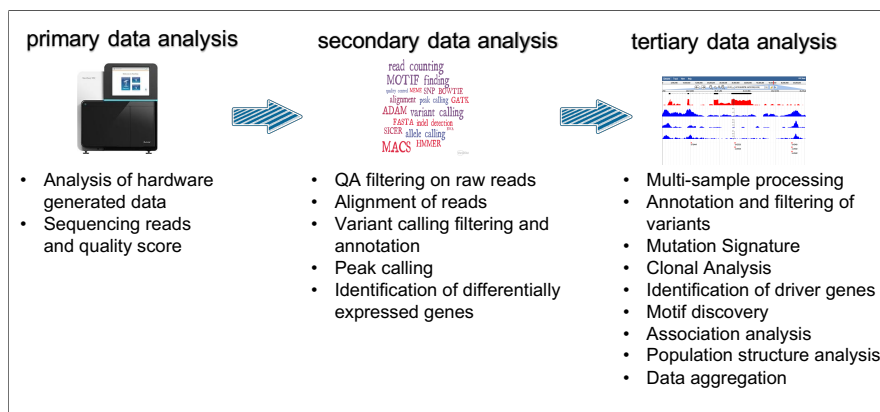 primary data analysis
secondary data analysis
tertiary data analysis
read counting
MOTIF finding
quality control MEME SNP BOWTIE
alignment peak calling GATK
ADAM variant calling
FASTA indel detection
SICER allele calling
MACS HMMER
• Analysis of hardware
generated data
• Sequencing reads
and quality score
• QA filtering on raw reads
• Alignment of reads
• Variant calling filtering and
annotation
• Peak calling
• Identification of differentially
expressed genes
• Multi-sample processing
• Annotation and filtering of
variants
• Mutation Signature
• Clonal Analysis
• Identification of driver genes
• Motif discovery
• Association analysis
• Population structure analysis
• Data aggregation